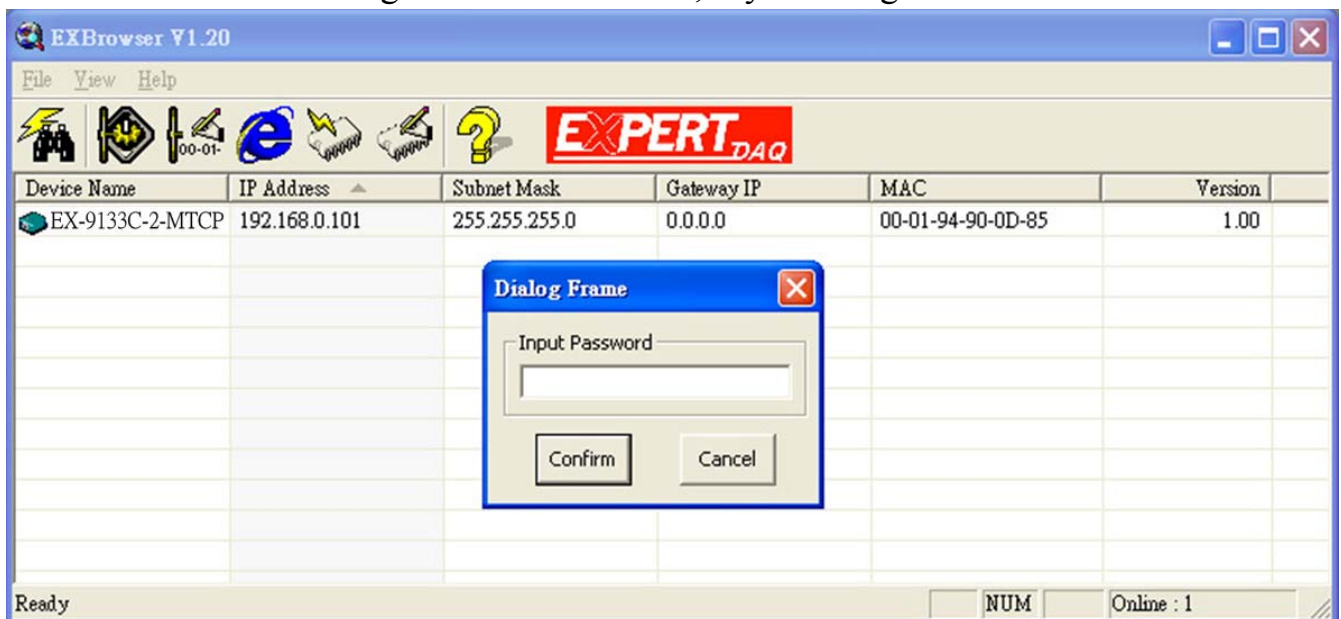 EXBrowser V1.20
File View Help
00-01-
EXPERT DAQ
Device Name IP Address Subnet Mask Gateway IP MAC Version
EX-9133C-2-MTCP 192.168.0.101 255.255.255.0 0.0.0.0 00-01-94-90-0D-85 1.00
Dialog Frame
Input Password
Confirm Cancel
Ready NUM Online : 1